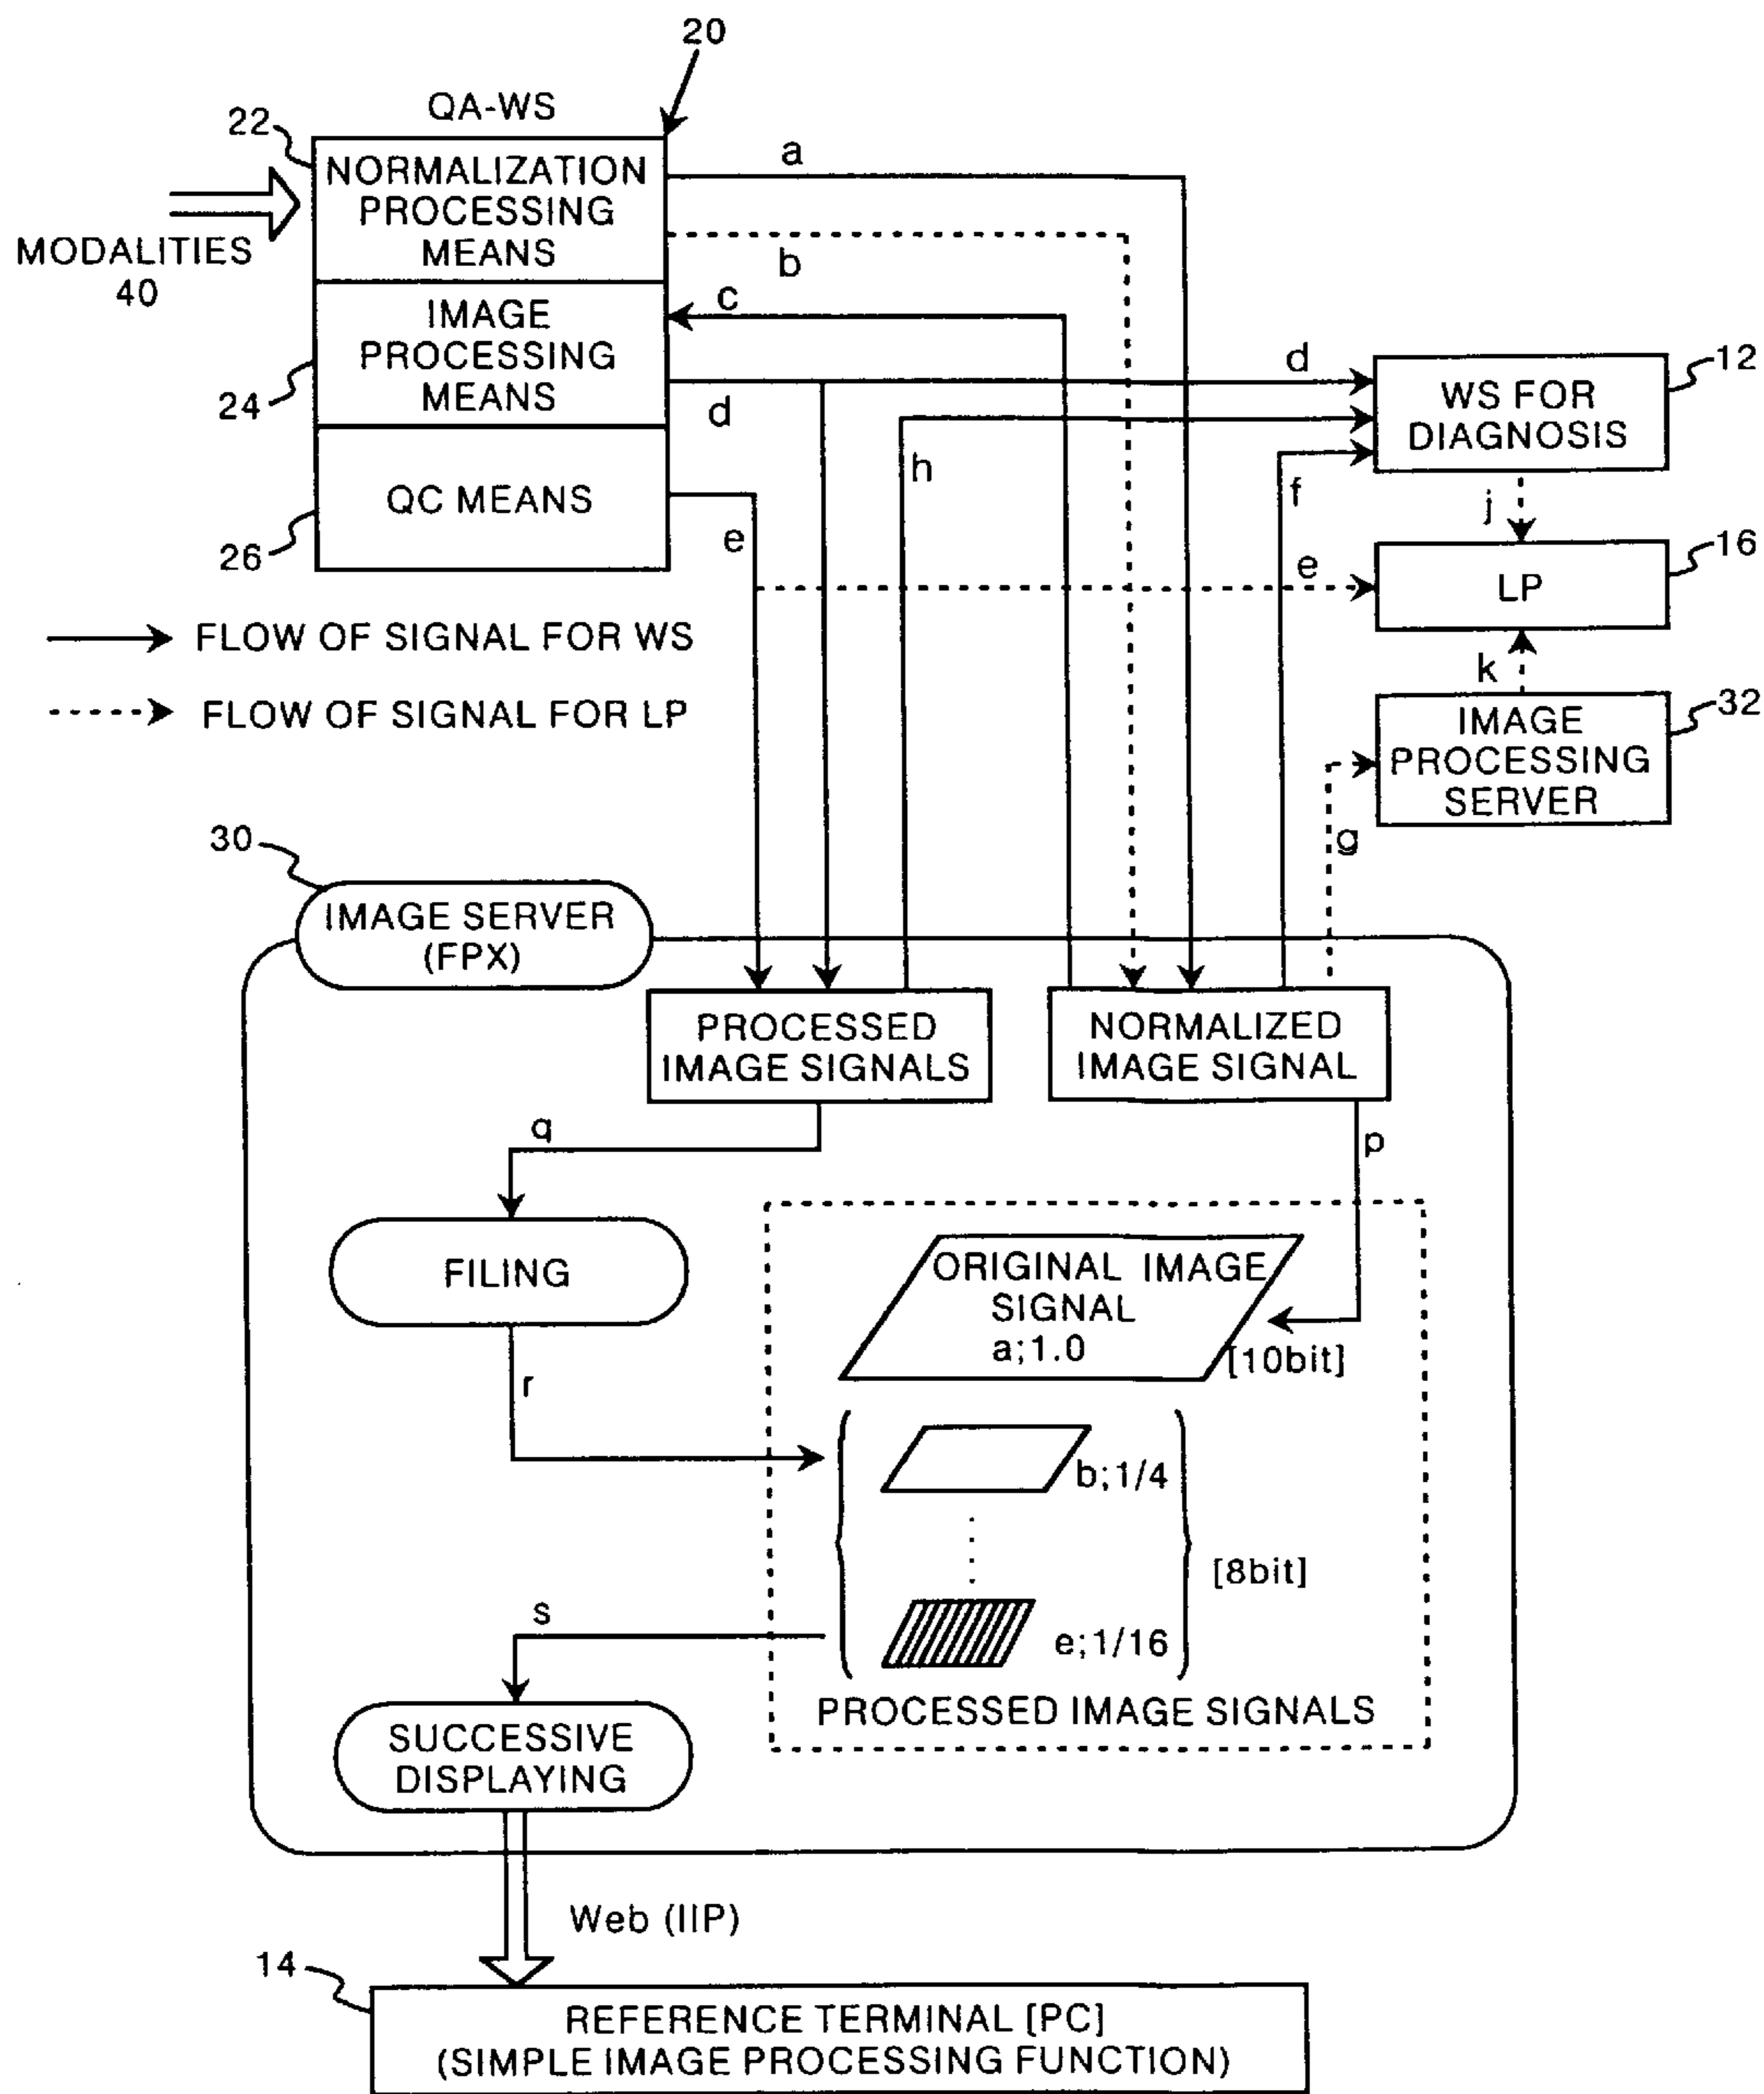 20
QA-WS
22
NORMALIZATION
PROCESSING
MEANS
MODALITIES
40
IMAGE
PROCESSING
MEANS
24
QC MEANS
26
a
b
c
d
d
e
e
h
f
j
k
g
WS FOR
DIAGNOSIS
12
LP
16
IMAGE
PROCESSING
SERVER
32
FLOW OF SIGNAL FOR WS
FLOW OF SIGNAL FOR LP
30
IMAGE SERVER
(FPX)
PROCESSED
IMAGE SIGNALS
NORMALIZED
IMAGE SIGNAL
q
p
FILING
ORIGINAL IMAGE
SIGNAL
a;1.0
[10bit]
r
b;1/4
[8bit]
e;1/16
s
PROCESSED IMAGE SIGNALS
SUCCESSIVE
DISPLAYING
Web (IIP)
14
REFERENCE TERMINAL [PC]
(SIMPLE IMAGE PROCESSING FUNCTION)